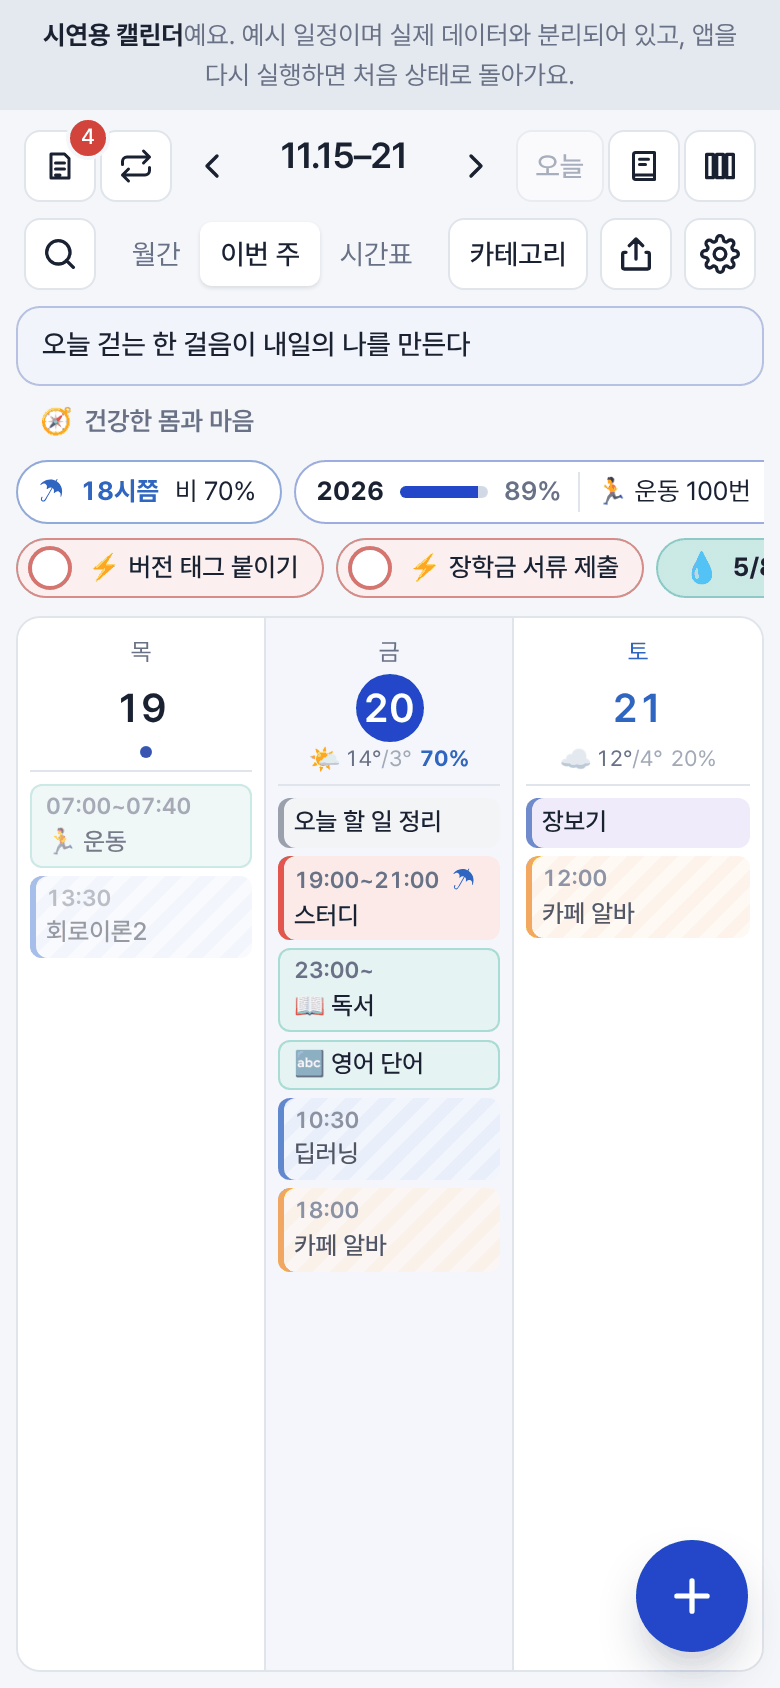 시연용 캘린더예요. 예시 일정이며 실제 데이터와 분리되어 있고, 앱을
다시 실행하면 처음 상태로 돌아가요.
4
11.15–21
오늘
월간
이번 주
시간표
카테고리
오늘 걷는 한 걸음이 내일의 나를 만든다
건강한 몸과 마음
18시쯤 비 70%
2026 89%
운동 100번
버전 태그 붙이기
장학금 서류 제출
목
19
07:00~07:40
운동
13:30
회로이론2
금
20
14°/3° 70%
오늘 할 일 정리
19:00~21:00
스터디
23:00~
독서
abc 영어 단어
10:30
딥러닝
18:00
카페 알바
토
21
12°/4° 20%
장보기
12:00
카페 알바